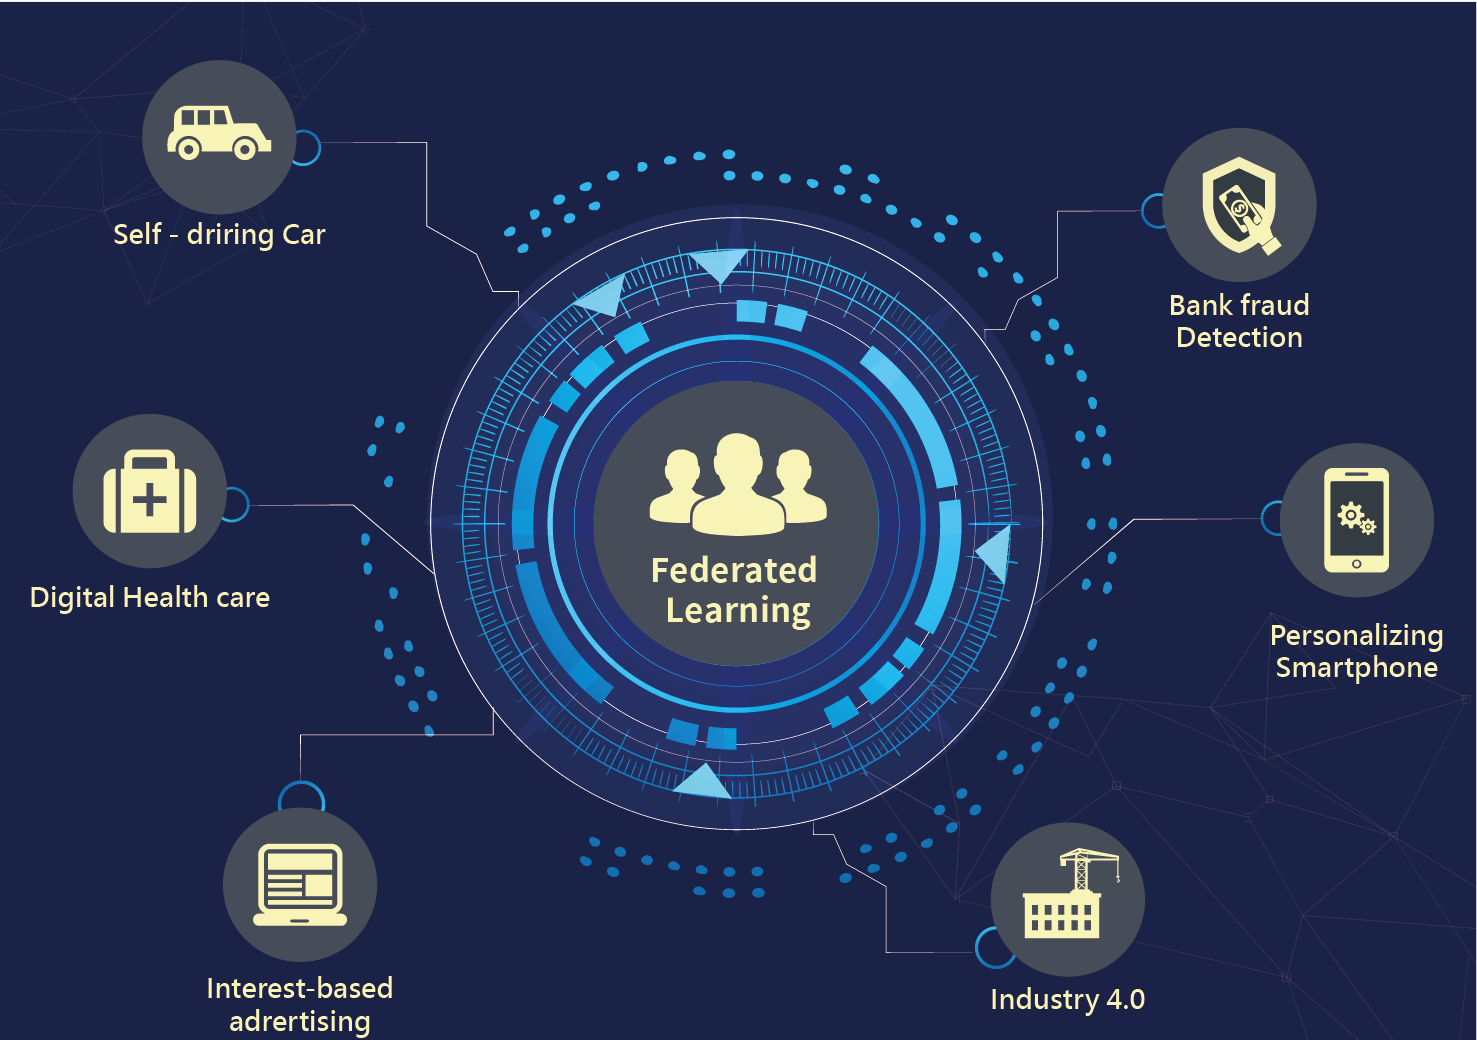 Self - driring Car
Bank fraud
Detection
Digital Health care
Federated
Learning
Personalizing
Smartphone
Interest-based
adrertising
Industry 4.0